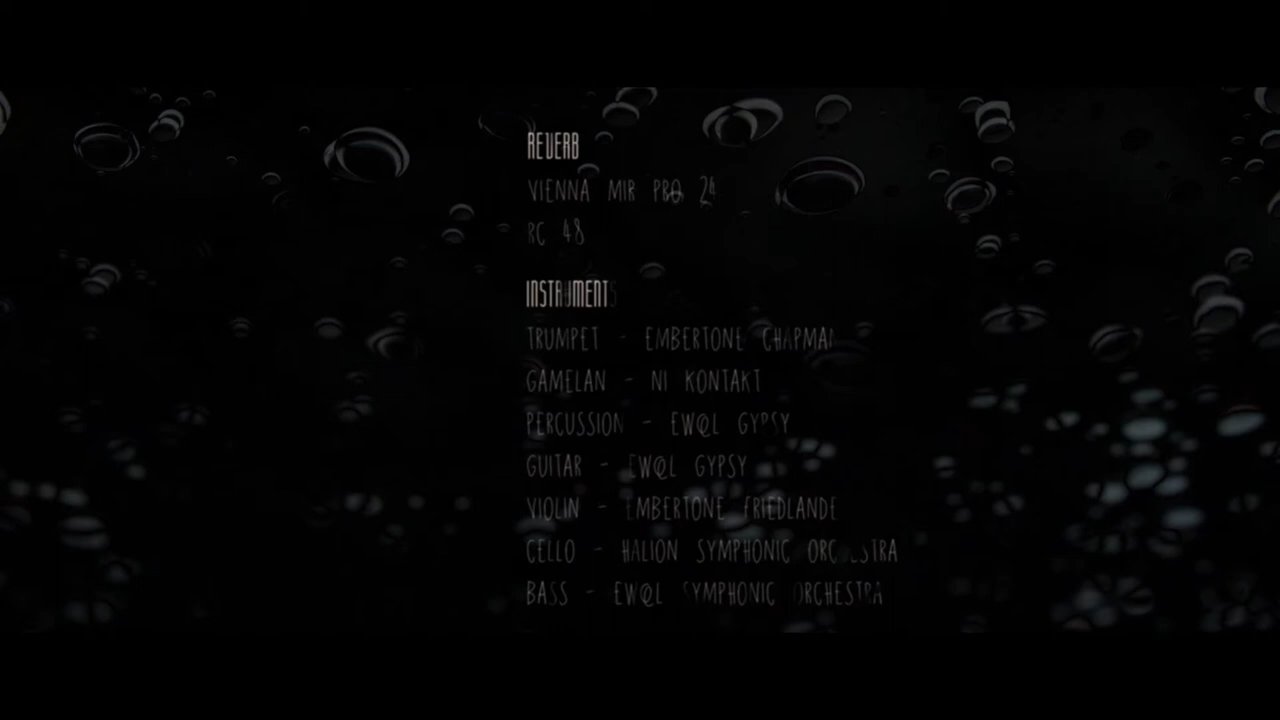 REVERB
VIENNA MIR PRO 24
RC 48
INSTRUMENTS
TRUMPET - EMBERTONE CHAPMAN
GAMELAN - NI KONTAKT
PERCUSSION - EWQL GYPSY
GUITAR - EWQL GYPSY
VIOLIN - EMBERTONE FRIEDLANDE
CELLO - HALION SYMPHONIC ORCHESTRA
BASS - EWQL SYMPHONIC ORCHESTRA